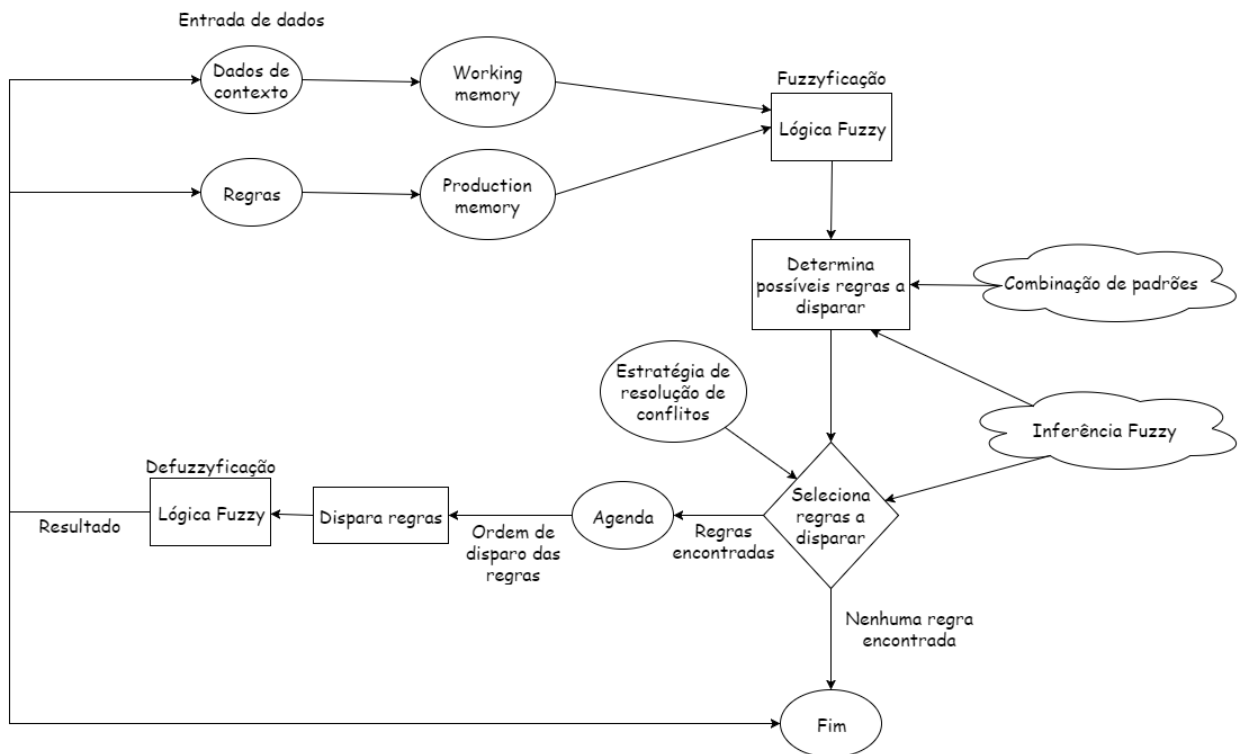 Entrada de dados
Dados de
contexto
Working
memory
Fuzzyficação
Lógica Fuzzy
Regras
Production
memory
Determina
possíveis regras a
disparar
Combinação de padrões
Estratégia de
resolução de
conflitos
Inferência Fuzzy
Defuzzyficação
Lógica Fuzzy
Resultado
Dispara regras
Ordem de
disparo das
regras
Agenda
Regras
encontradas
Seleciona
regras a
disparar
Nenhuma regra
encontrada
Fim